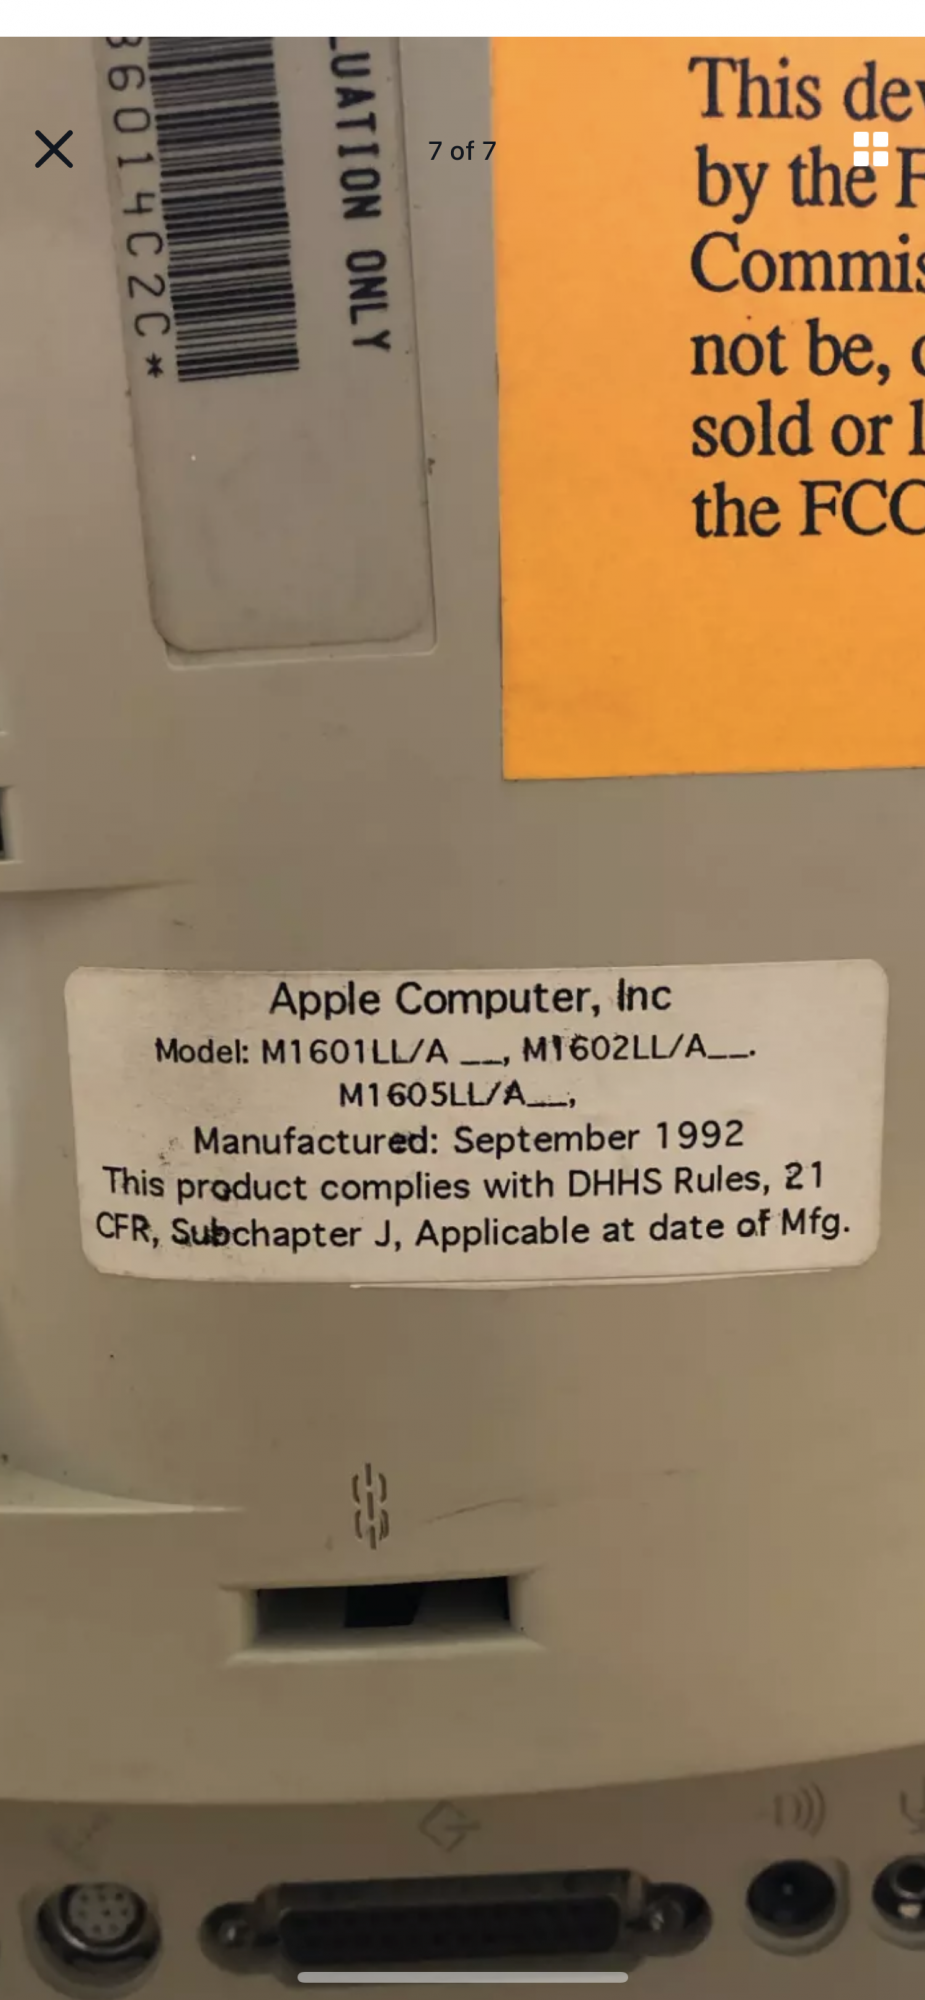 36014C2C*
UATION ONLY
7 of 7
This dev
by the F
Commis
not be, o
sold or l
the FCC
Apple Computer, Inc
Model: M1601LL/A __, M1602LL/A__.
M1605LL/A__,
Manufactured: September 1992
This product complies with DHHS Rules, 21
CFR, Subchapter J, Applicable at date of Mfg.